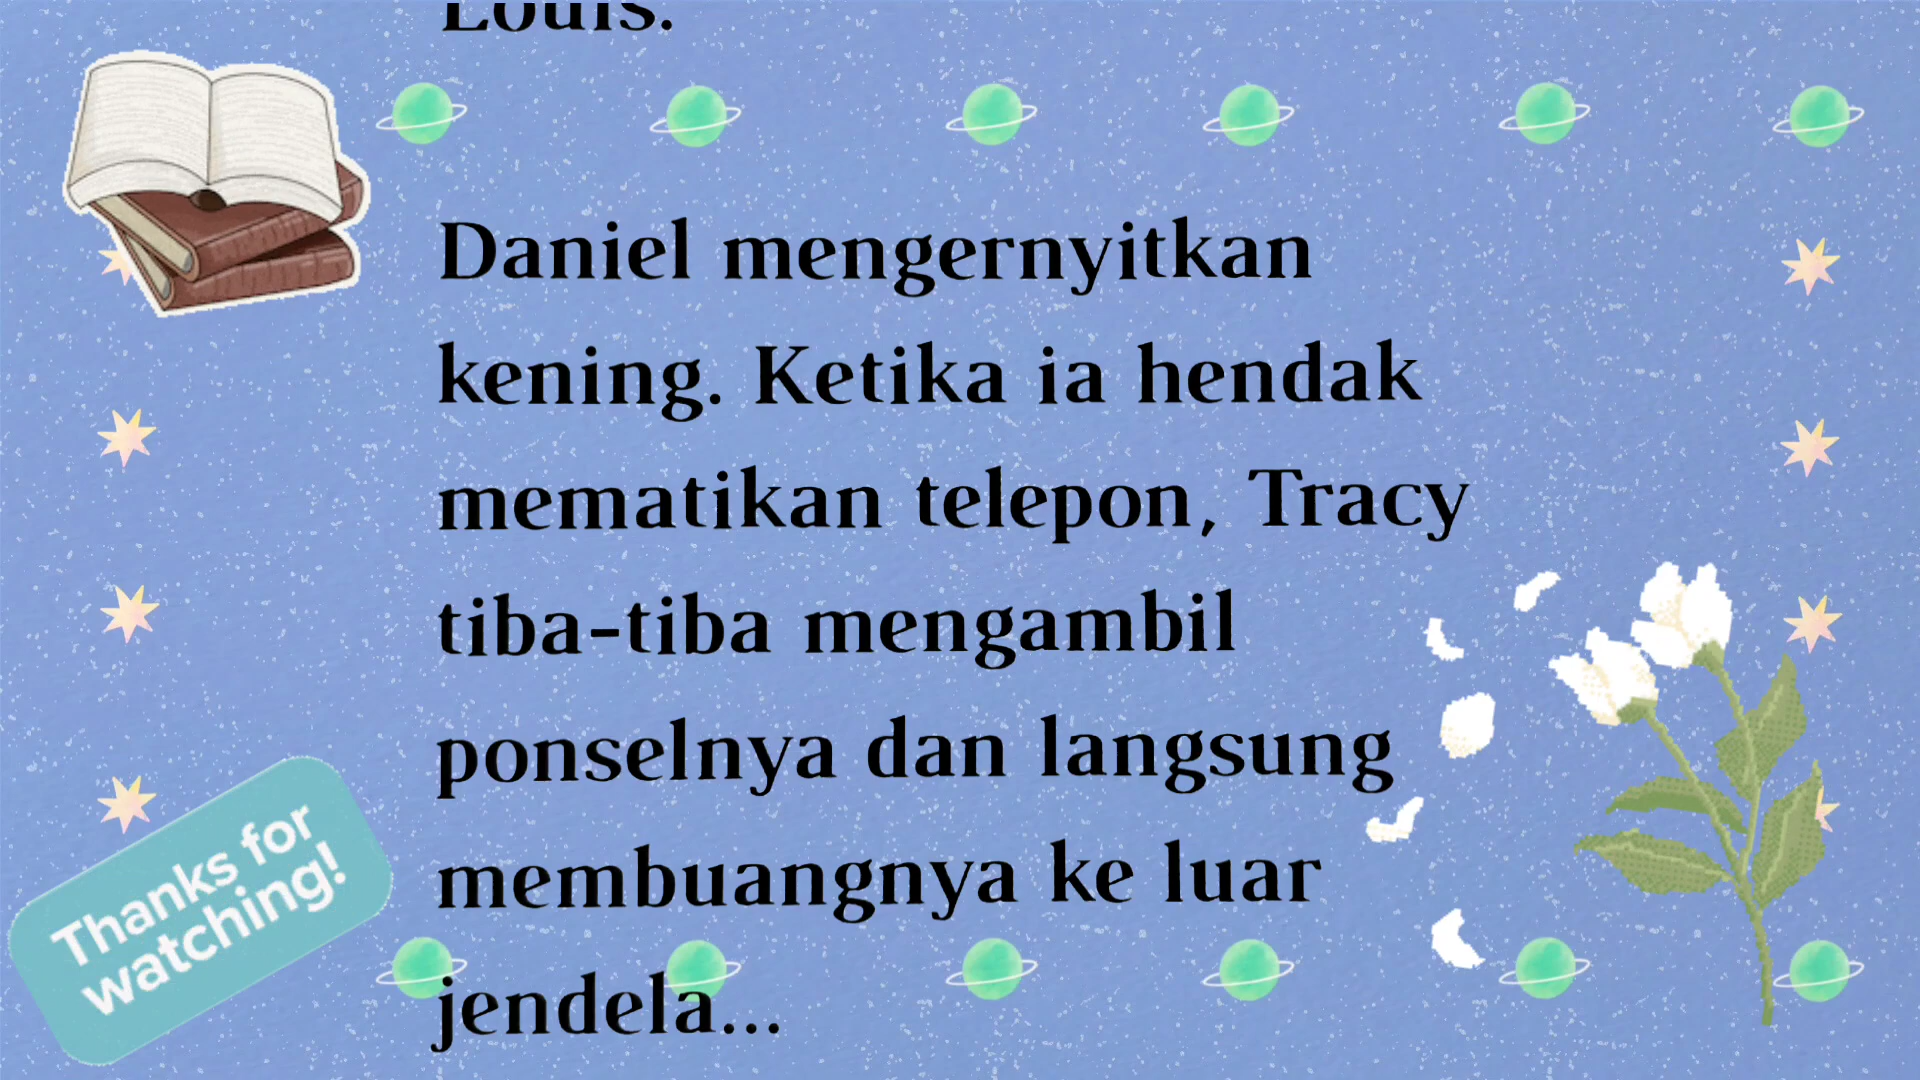 Louis.
Daniel mengernyitkan
kening. Ketika ia hendak
mematikan telepon, Tracy
tiba-tiba mengambil
ponselnya dan langsung
membuangnya ke luar
jendela...
Thanks for
watching!